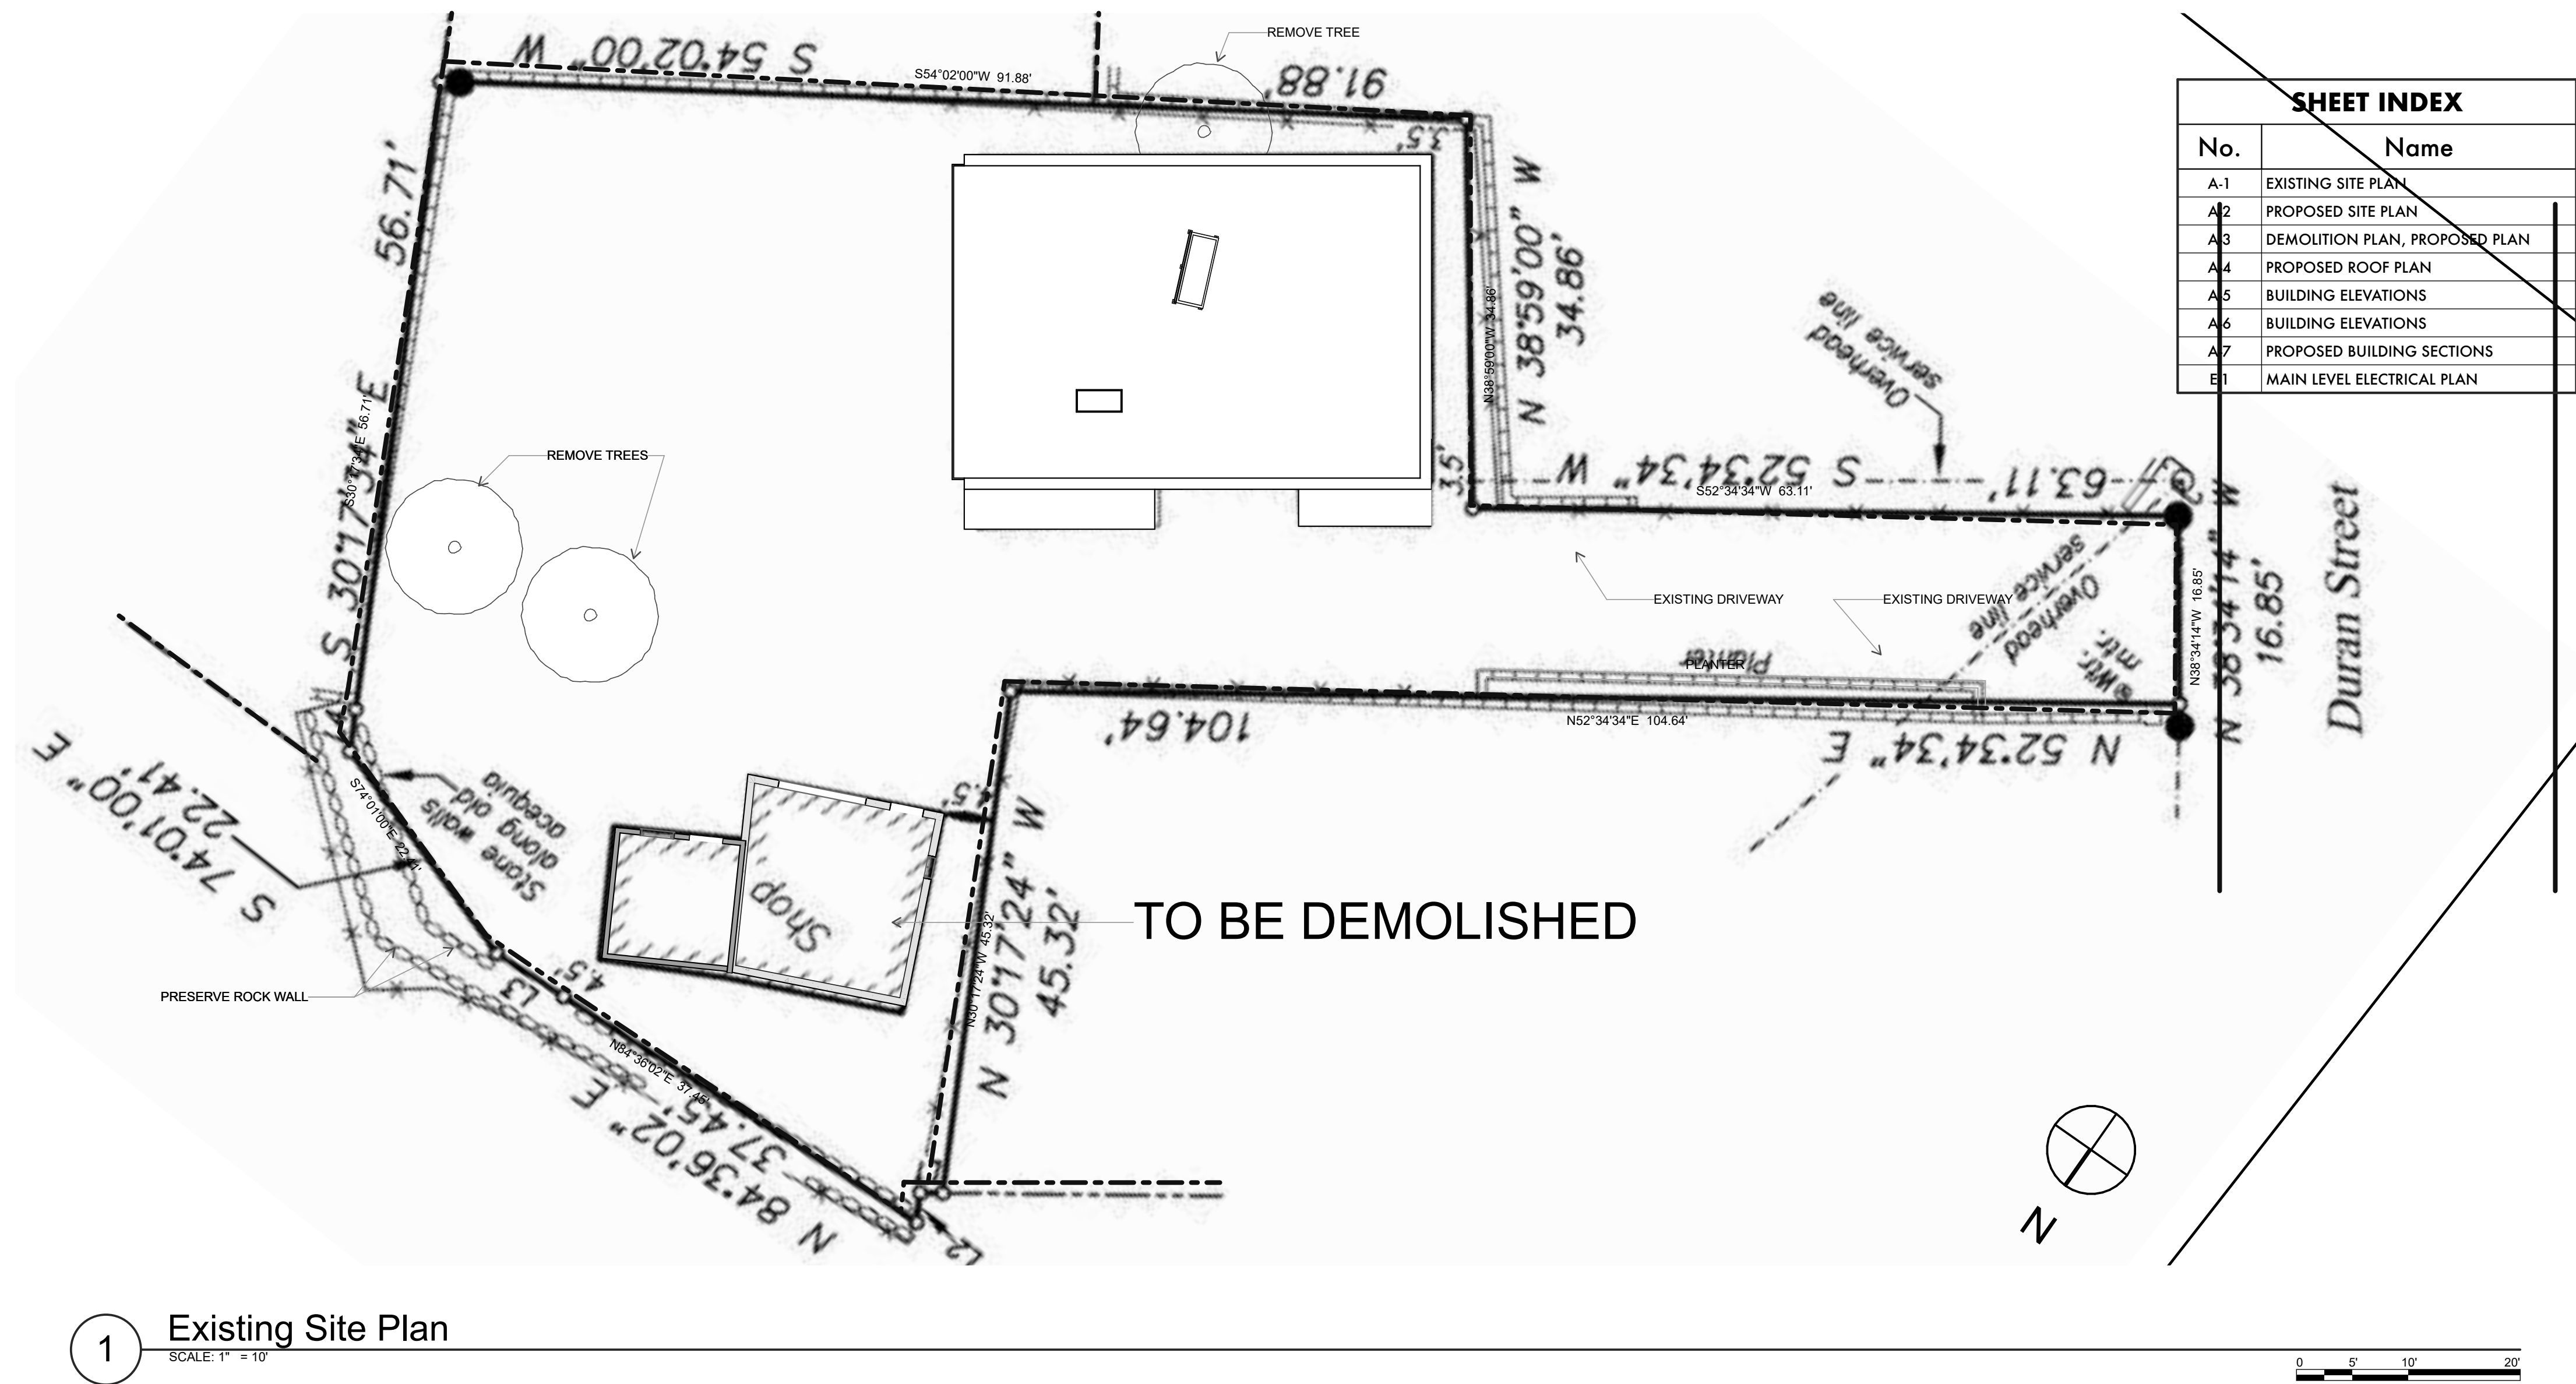 S 54°02'00" W
S54°02'00"W 91.88'
91.88'
REMOVE TREE
3.5'
SHEET INDEX
No. Name
A-1 EXISTING SITE PLAN
A-2 PROPOSED SITE PLAN
A-3 DEMOLITION PLAN, PROPOSED PLAN
A-4 PROPOSED ROOF PLAN
A-5 BUILDING ELEVATIONS
A-6 BUILDING ELEVATIONS
A-7 PROPOSED BUILDING SECTIONS
E-1 MAIN LEVEL ELECTRICAL PLAN
56.71'
S 30°17'34" E
S30°17'34"E 56.71'
N 38°59'00" W
34.86'
N38°59'00"W 34.86'
Overhead
service line
3.5'
S 52°34'34" W
63.11'
S52°34'34"W 63.11'
REMOVE TREES
EXISTING DRIVEWAY
EXISTING DRIVEWAY
Overhead
service line
Wtr.
mtr.
N 38°34'14" W
16.85'
N38°34'14"W 16.85'
Duran Street
Planter
PLANTER
L4
104.64'
N52°34'34"E 104.64'
N 52°34'34" E
S 74°01'00" E
22.41'
S74°01'00"E 22.41'
Stone walls
along old
acequia
4.5'
Shop
TO BE DEMOLISHED
N 30°17'24" W
45.32'
N30°17'24"W 45.32'
PRESERVE ROCK WALL
L3
4.5'
N84°36'02"E 37.45'
N 84°36'02" E
37.45'
L2
N
1
Existing Site Plan
SCALE: 1" = 10'
0 5' 10' 20'